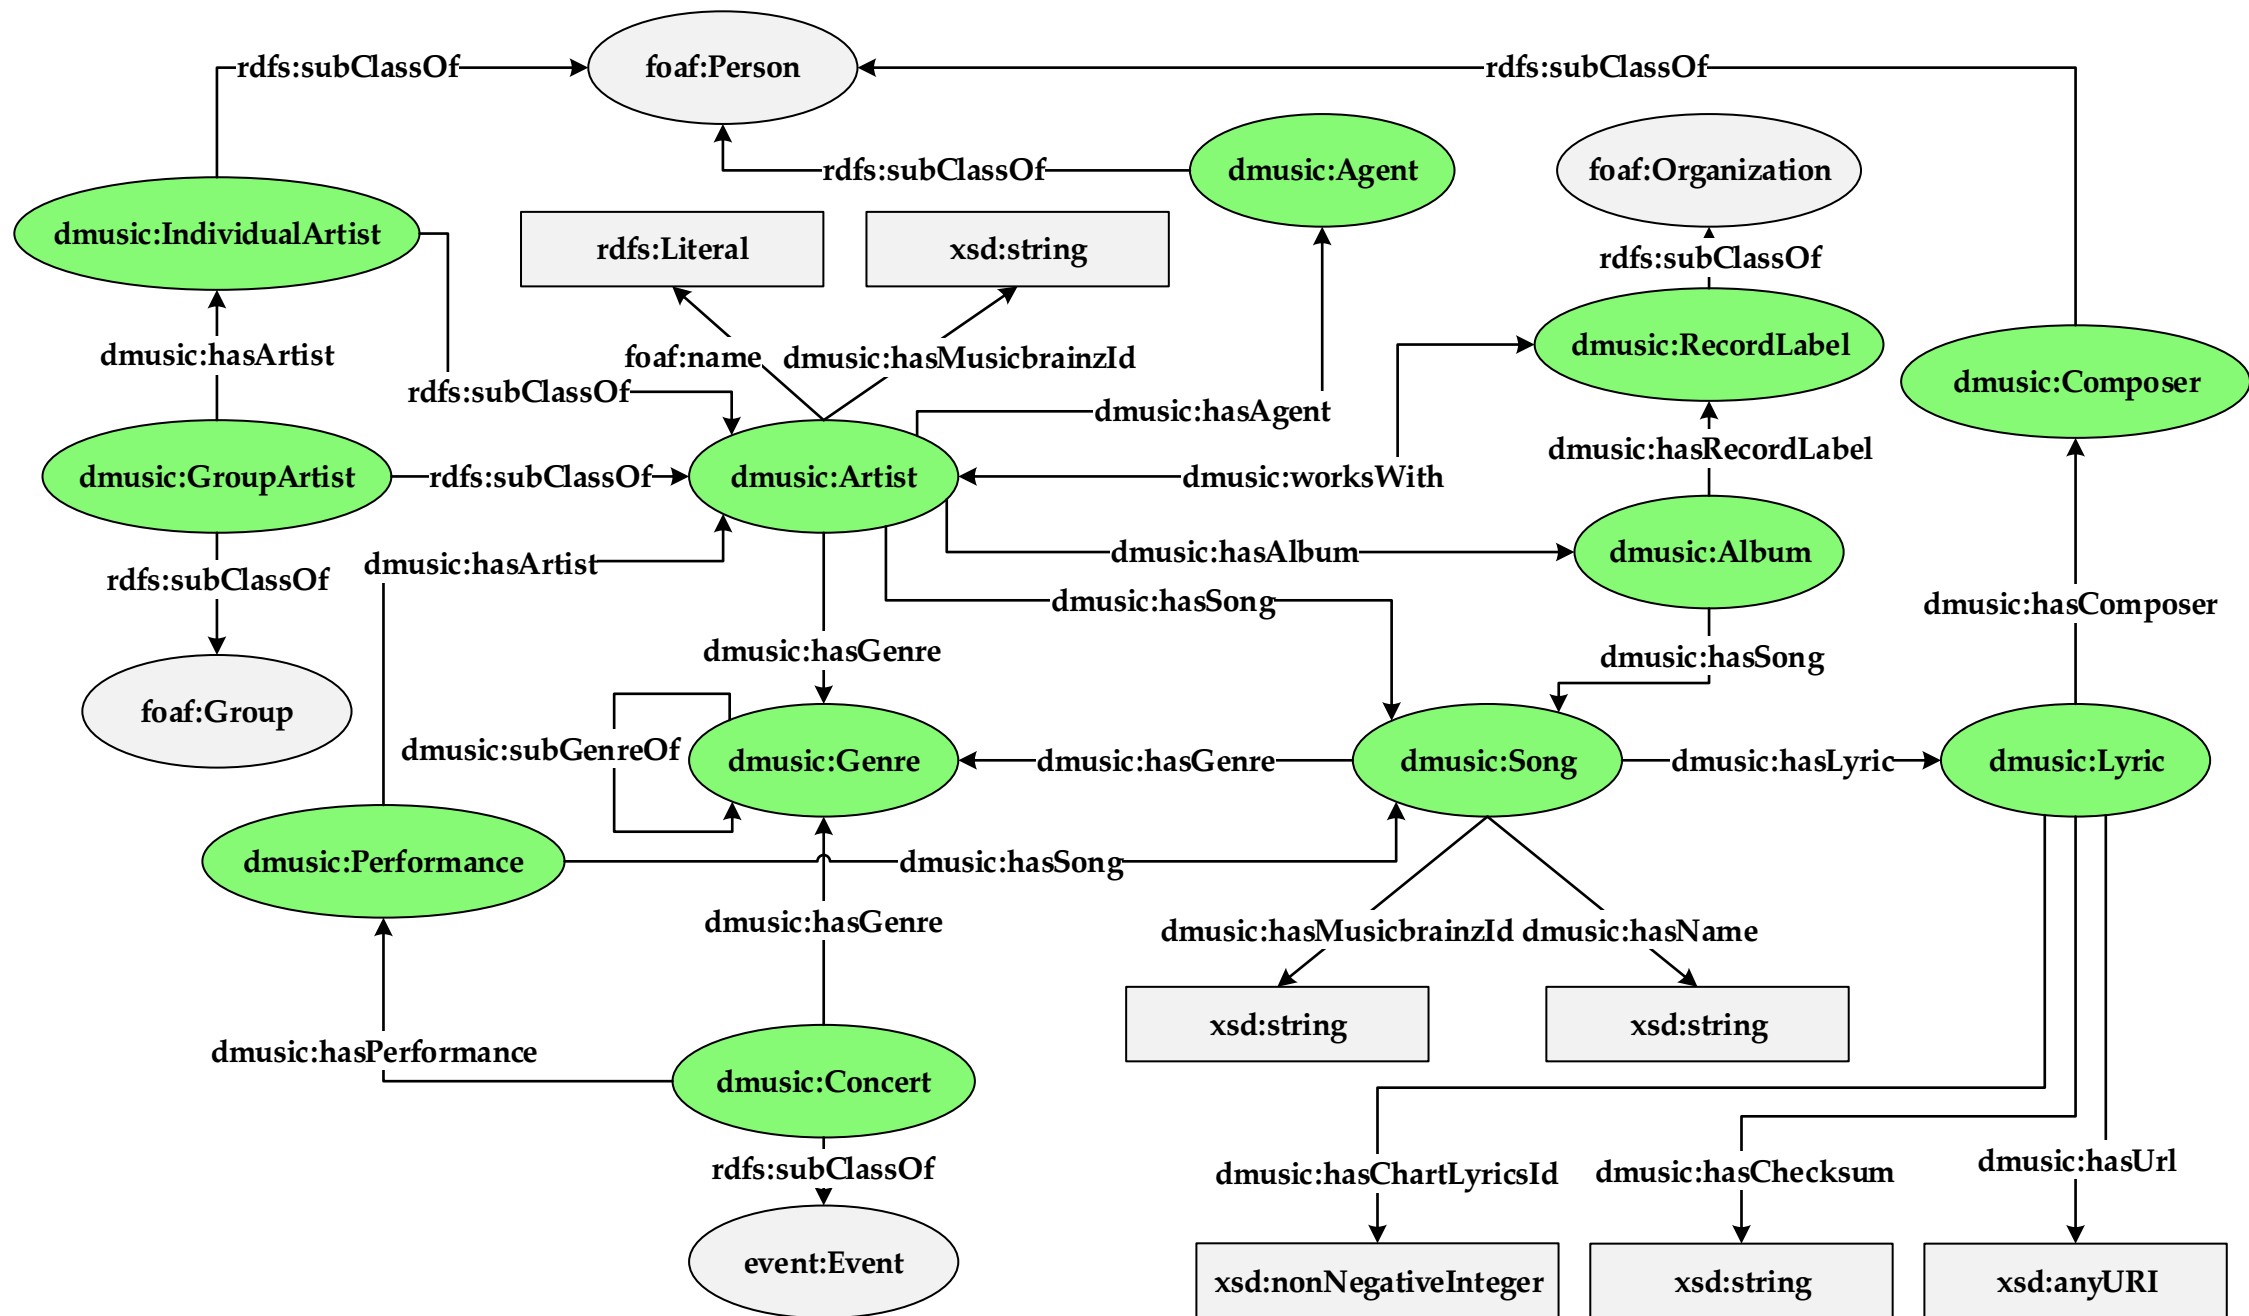 rdfs:subClassOf
foaf:Person
rdfs:subClassOf
rdfs:subClassOf
dmusic:Agent
foaf:Organization
dmusic:IndividualArtist
rdfs:Literal
xsd:string
rdfs:subClassOf
dmusic:hasArtist
foaf:name
dmusic:hasMusicbrainzId
dmusic:RecordLabel
rdfs:subClassOf
dmusic:hasAgent
dmusic:Composer
dmusic:GroupArtist
rdfs:subClassOf
dmusic:Artist
dmusic:worksWith
dmusic:hasRecordLabel
rdfs:subClassOf
dmusic:hasArtist
dmusic:hasAlbum
dmusic:Album
dmusic:hasSong
dmusic:hasComposer
dmusic:hasGenre
dmusic:hasSong
foaf:Group
dmusic:subGenreOf
dmusic:Genre
dmusic:hasGenre
dmusic:Song
dmusic:hasLyric
dmusic:Lyric
dmusic:Performance
dmusic:hasSong
dmusic:hasGenre
dmusic:hasMusicbrainzId
dmusic:hasName
xsd:string
xsd:string
dmusic:hasPerformance
dmusic:Concert
rdfs:subClassOf
dmusic:hasChartLyricsId
dmusic:hasChecksum
dmusic:hasUrl
event:Event
xsd:nonNegativeInteger
xsd:string
xsd:anyURI